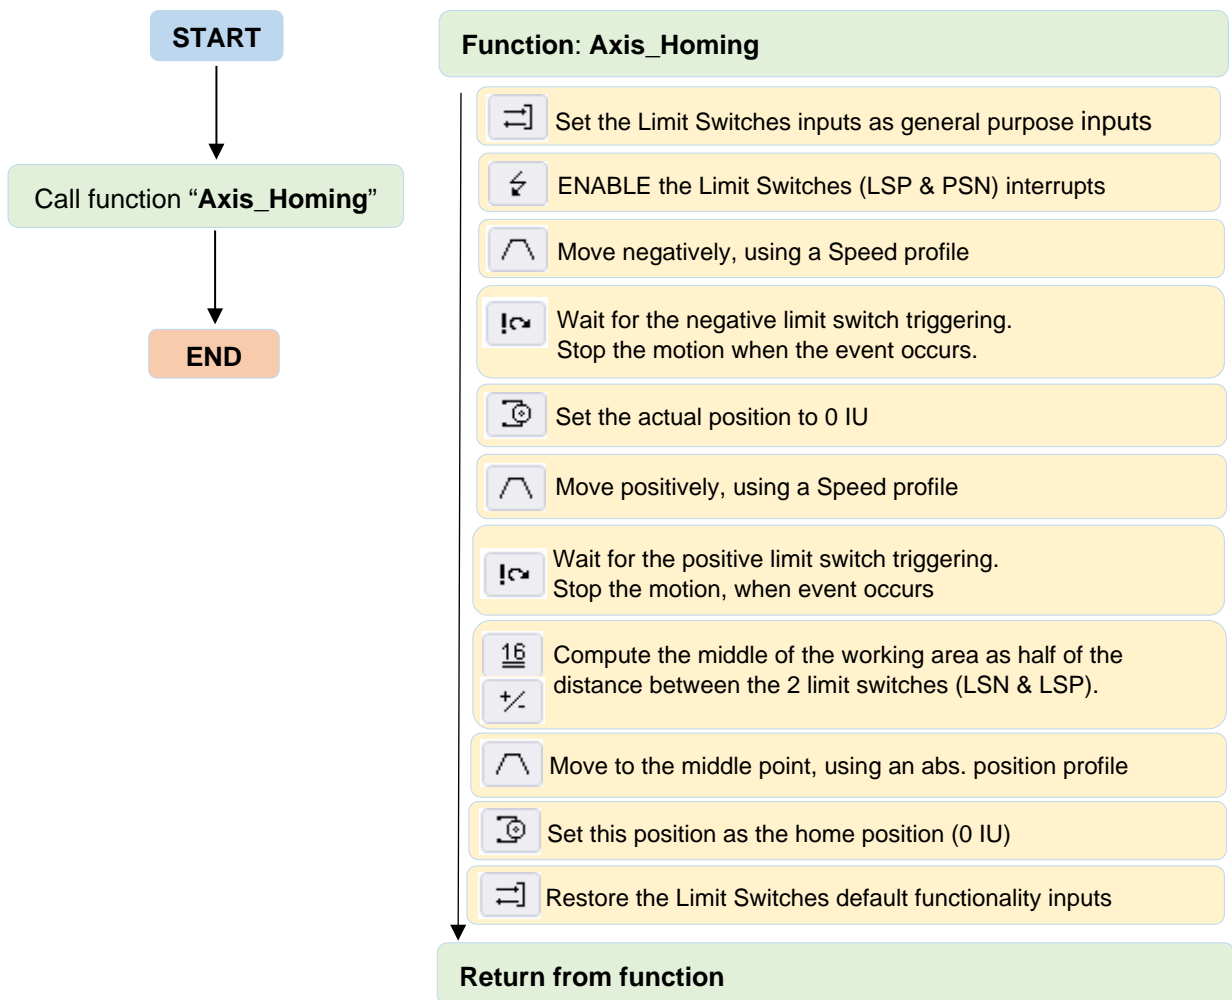 START
Call function “Axis_Homing”
END
Function: Axis_Homing
Set the Limit Switches inputs as general purpose inputs
ENABLE the Limit Switches (LSP & PSN) interrupts
Move negatively, using a Speed profile
Wait for the negative limit switch triggering.
Stop the motion when the event occurs.
Set the actual position to 0 IU
Move positively, using a Speed profile
Wait for the positive limit switch triggering.
Stop the motion, when event occurs
16
+/-
Compute the middle of the working area as half of the
distance between the 2 limit switches (LSN & LSP).
Move to the middle point, using an abs. position profile
Set this position as the home position (0 IU)
Restore the Limit Switches default functionality inputs
Return from function